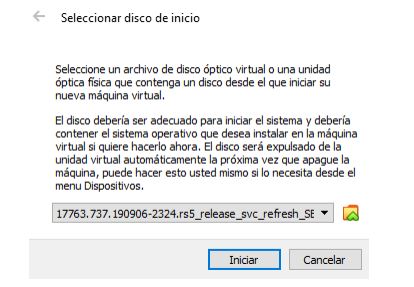 Seleccionar disco de inicio
Seleccione un archivo de disco óptico virtual o una unidad
óptica física que contenga un disco desde el que iniciar su
nueva máquina virtual.
El disco debería ser adecuado para iniciar el sistema y debería
contener el sistema operativo que desea instalar en la máquina
virtual si quiere hacerlo ahora. El disco será expulsado de la
unidad virtual automáticamente la próxima vez que apague la
máquina, puede hacer esto usted mismo si lo necesita desde el
menu Dispositivos.
17763.737.190906-2324.rs5_release_svc_refresh_SE
Iniciar
Cancelar